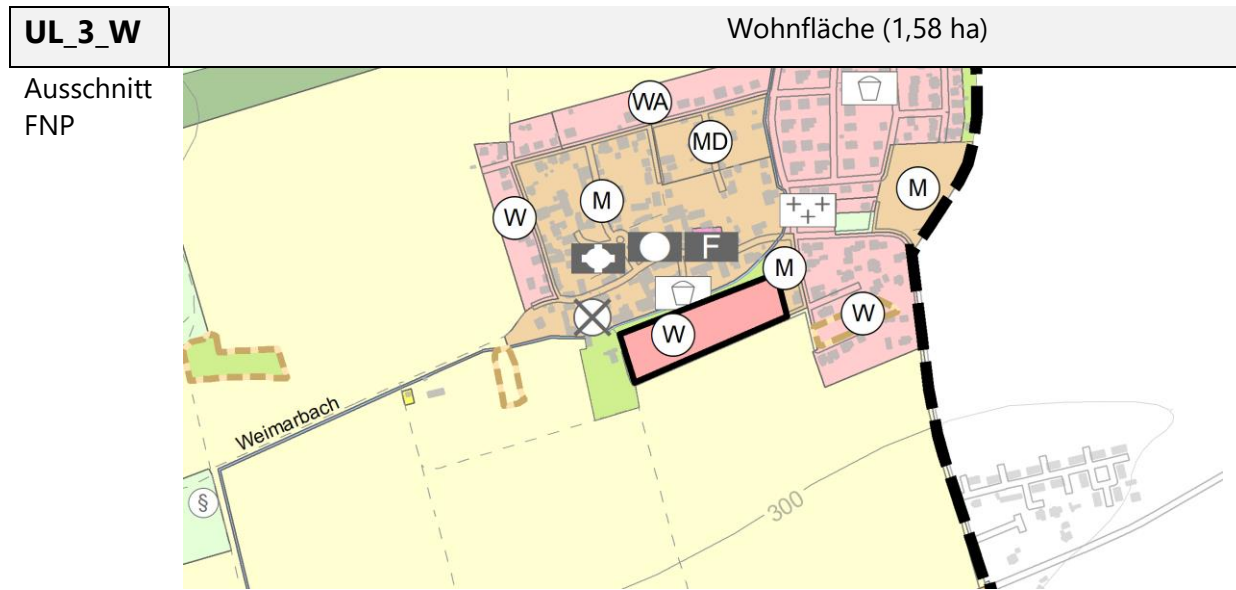 UL_3_W
Wohnfläche (1,58 ha)
Ausschnitt
FNP
WA
MD
M
M
W
F
M
W
W
Weimarbach
§
300